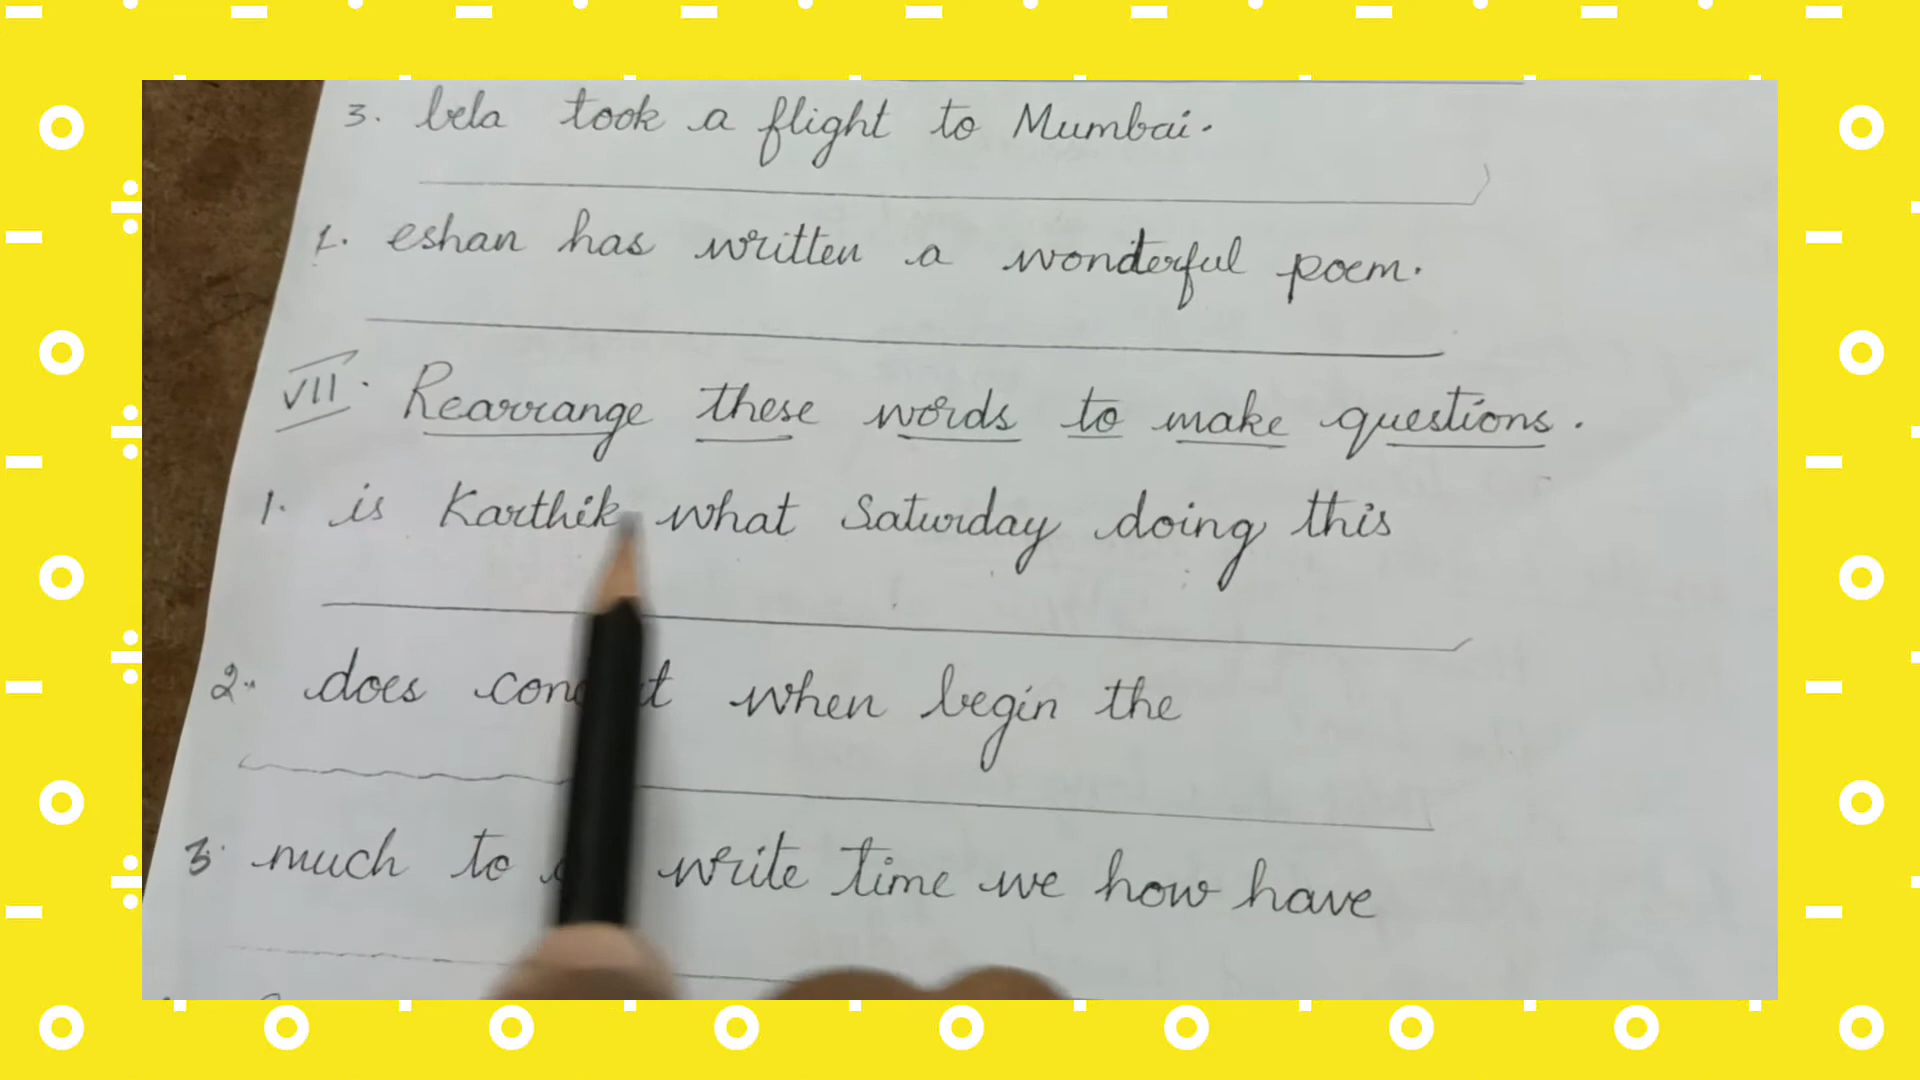 3. bela took a flight to Mumbai.
eshan has written a wonderful poem.
VII. Rearrange these words to make questions.
1. is Karthik what Saturday doing this
2. does when begin the
3. much to write time we how have